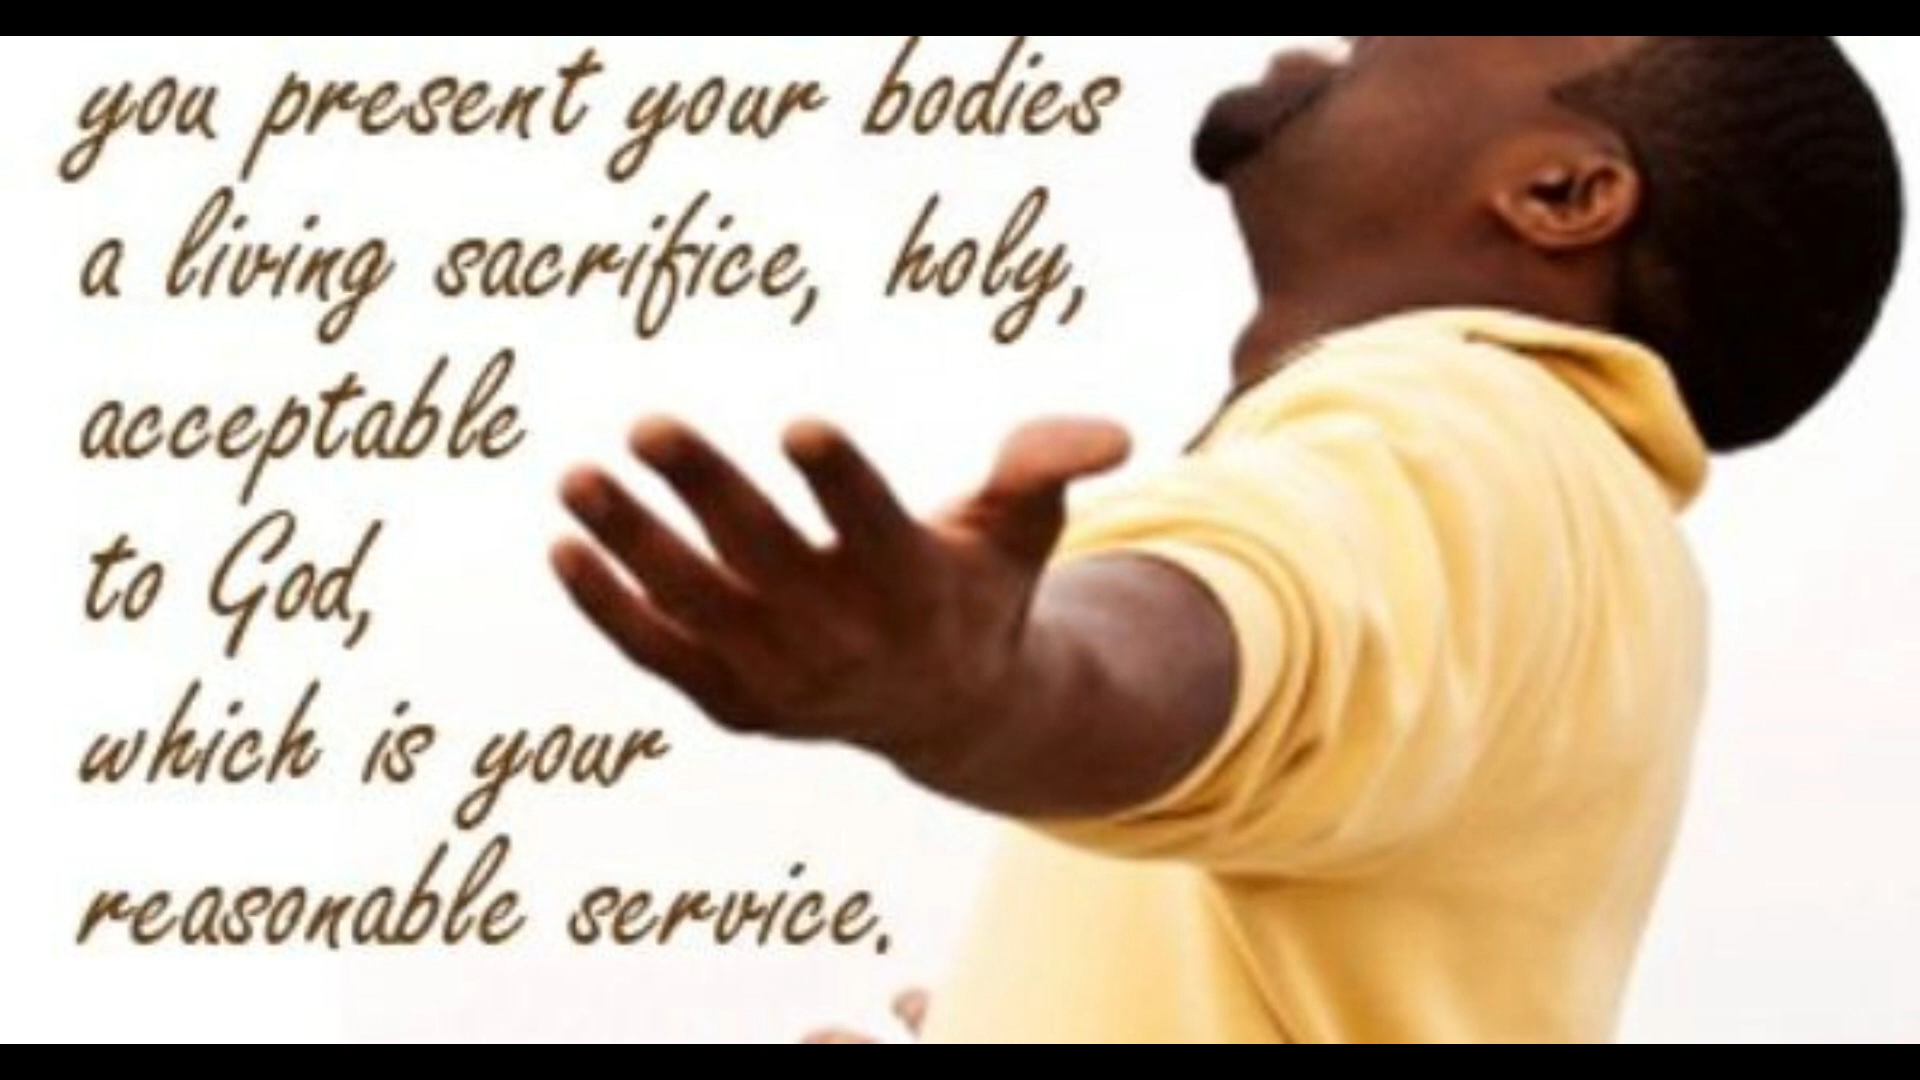 you present your bodies
a living sacrifice, holy,
acceptable
to God,
which is your
reasonable service.